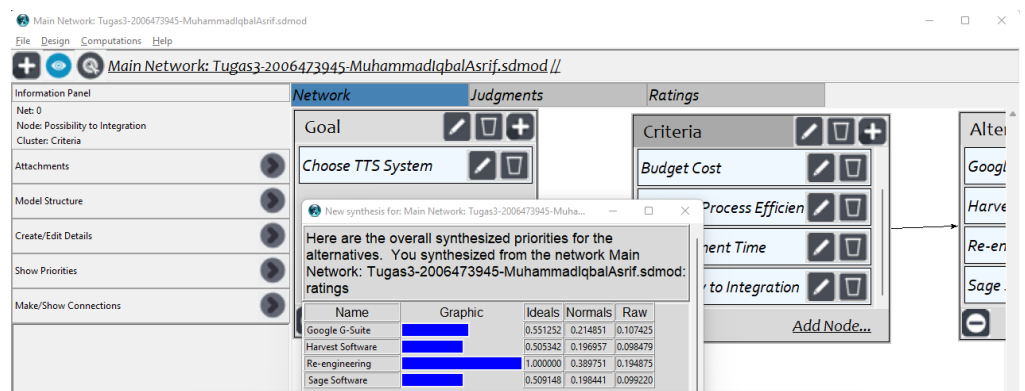 Main Network: Tugas3-2006473945-MuhammadIqbalAsrif.sdmod
File Design Computations Help
Main Network: Tugas3-2006473945-MuhammadIqbalAsrif.sdmod //
Information Panel
Network Judgments Ratings
Net: 0
Node: Possibility to Integration
Cluster: Criteria
Attachments
Model Structure
Create/Edit Details
Show Priorities
Make/Show Connections
Goal
Choose TTS System
Criteria
Budget Cost
Process Efficien
ment Time
to Integration
Add Node...
Alter
Googl
Harve
Re-en
Sage
New synthesis for: Main Network: Tugas3-2006473945-Muha...
Here are the overall synthesized priorities for the
alternatives. You synthesized from the network Main
Network: Tugas3-2006473945-MuhammadIqbalAsrif.sdmod:
ratings
Name Graphic Ideals Normals Raw
Google G-Suite 0.551252 0.214851 0.107425
Harvest Software 0.505342 0.196957 0.098479
Re-engineering 1.000000 0.389751 0.194875
Sage Software 0.509148 0.198441 0.099220